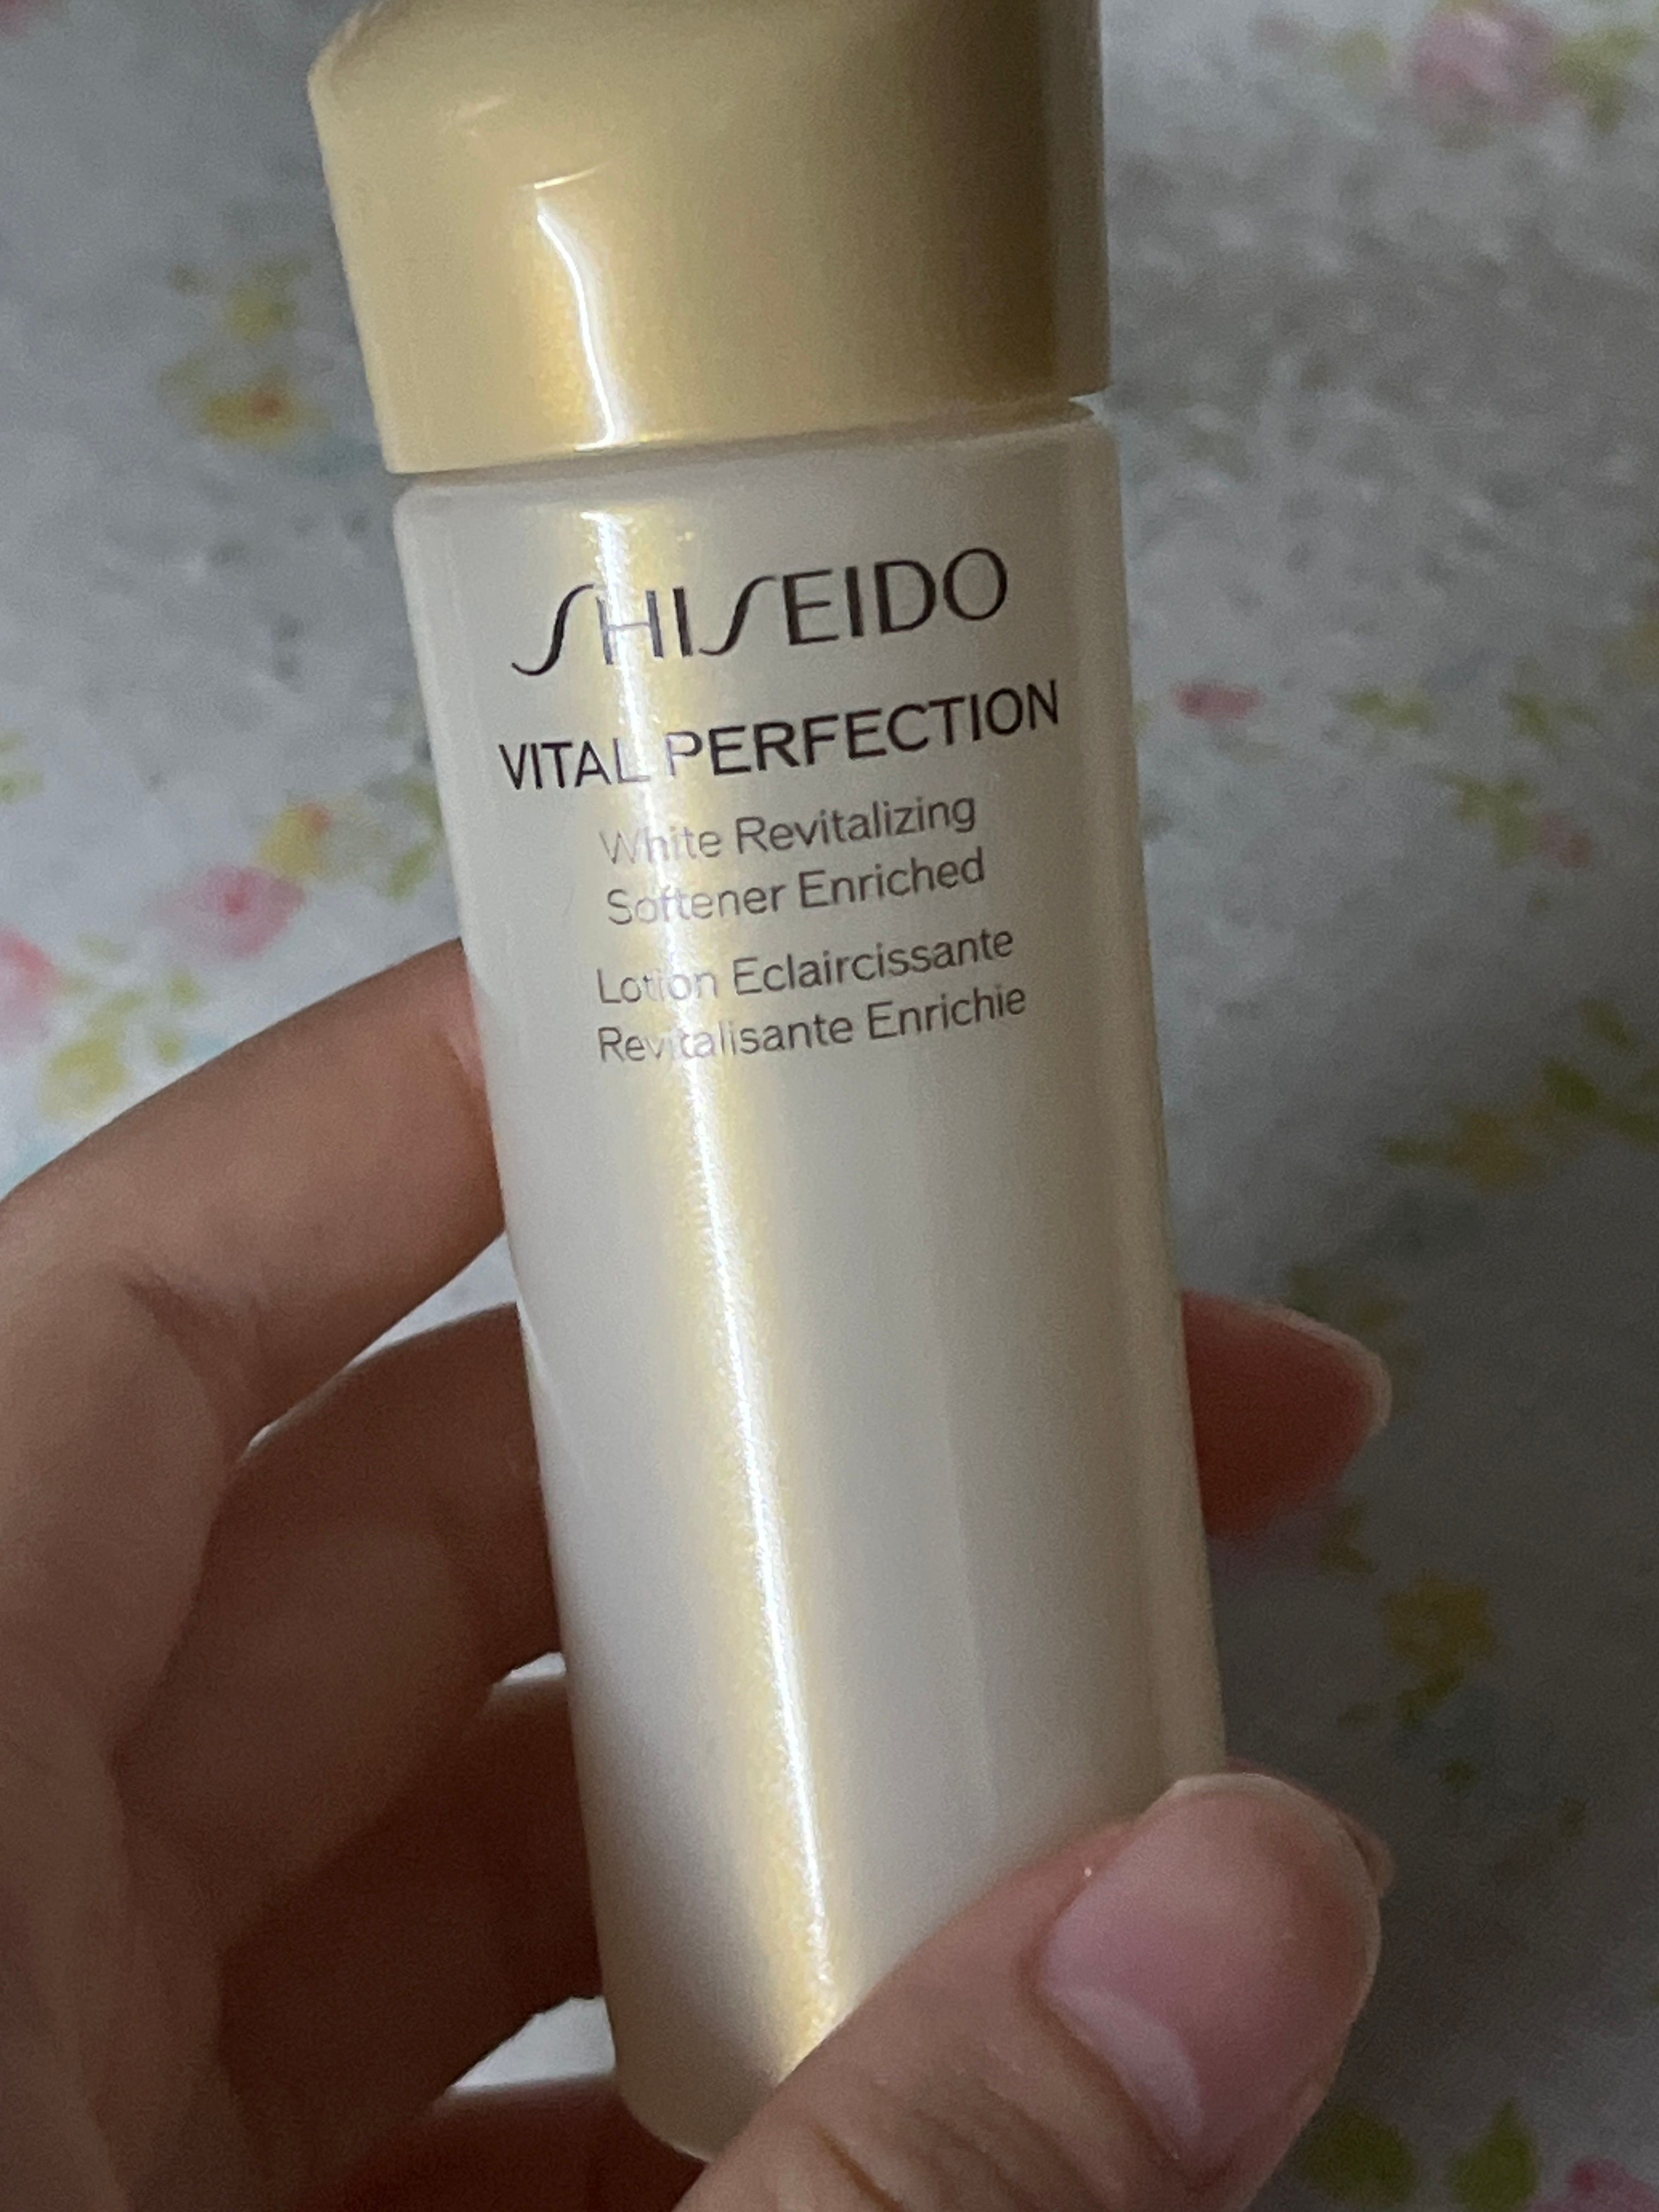 SHISEIDO
VITAL PERFECTION
White Revitalizing
Softener Enriched
Lotion Eclaircissante
Revitalisante Enrichie